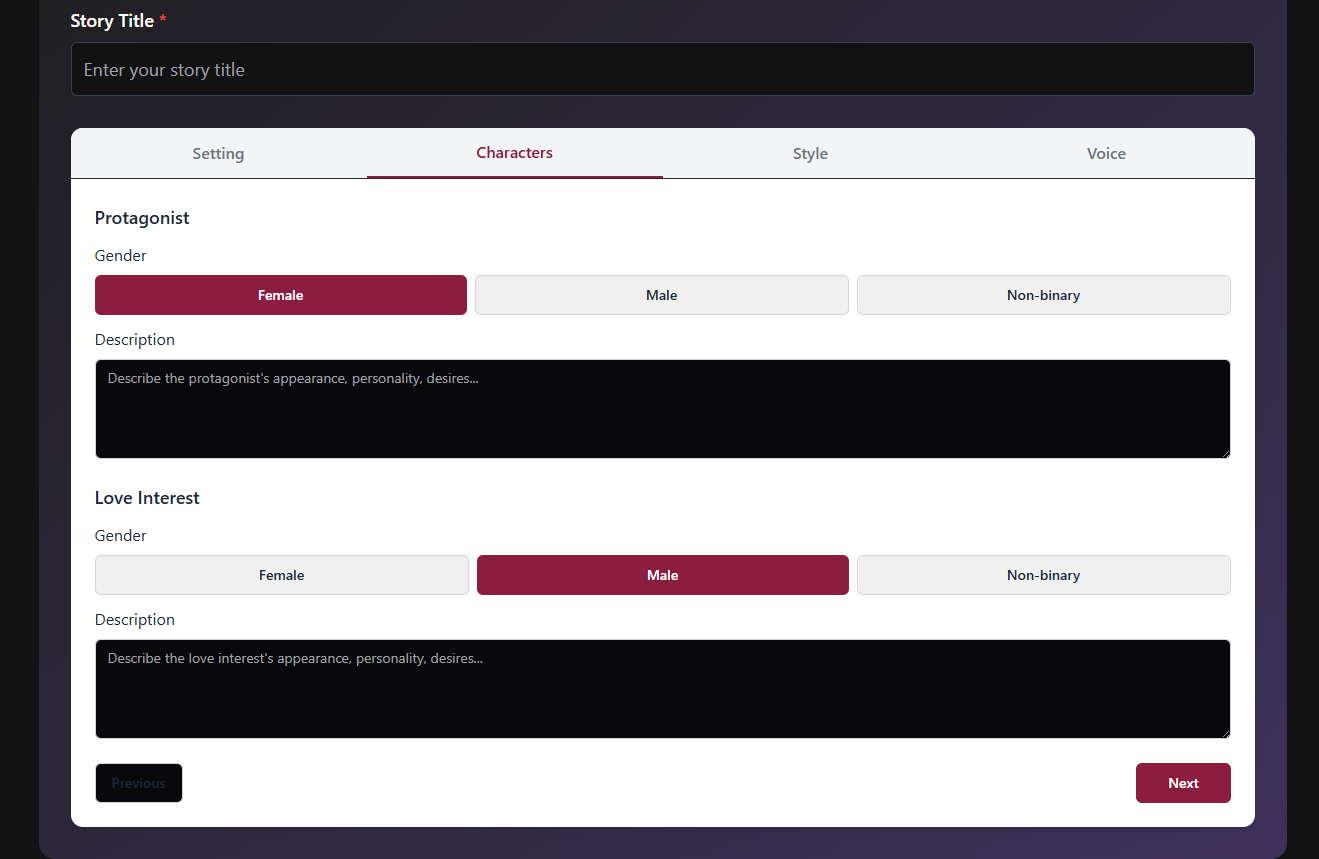 Story Title *
Enter your story title
Setting Characters Style Voice
Protagonist
Gender
Female Male Non-binary
Description
Describe the protagonist's appearance, personality, desires...
Love Interest
Gender
Female Male Non-binary
Description
Describe the love interest's appearance, personality, desires...
Previous Next